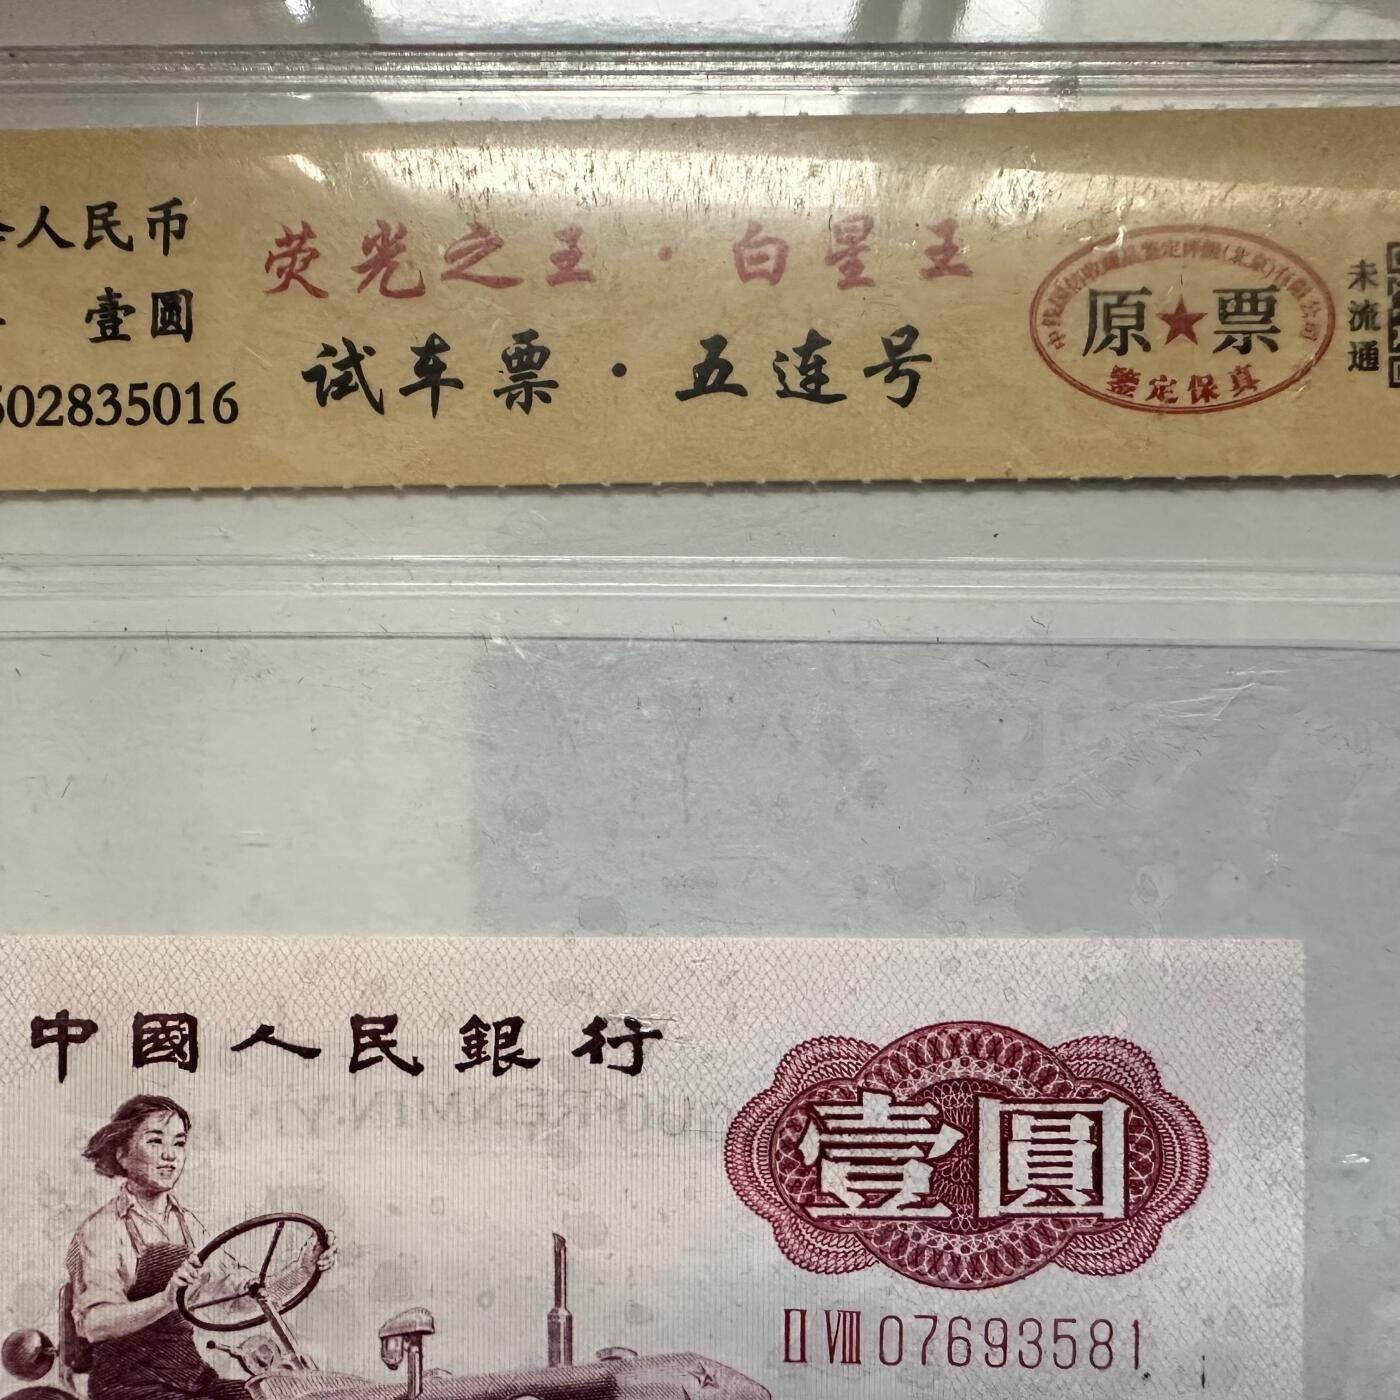 人民币
荧光之王·白星王
壹圆
试车票·五连号
502835016
原★票
鉴定保真
未流通
中國人民銀行
壹圓
II VIII 07693581